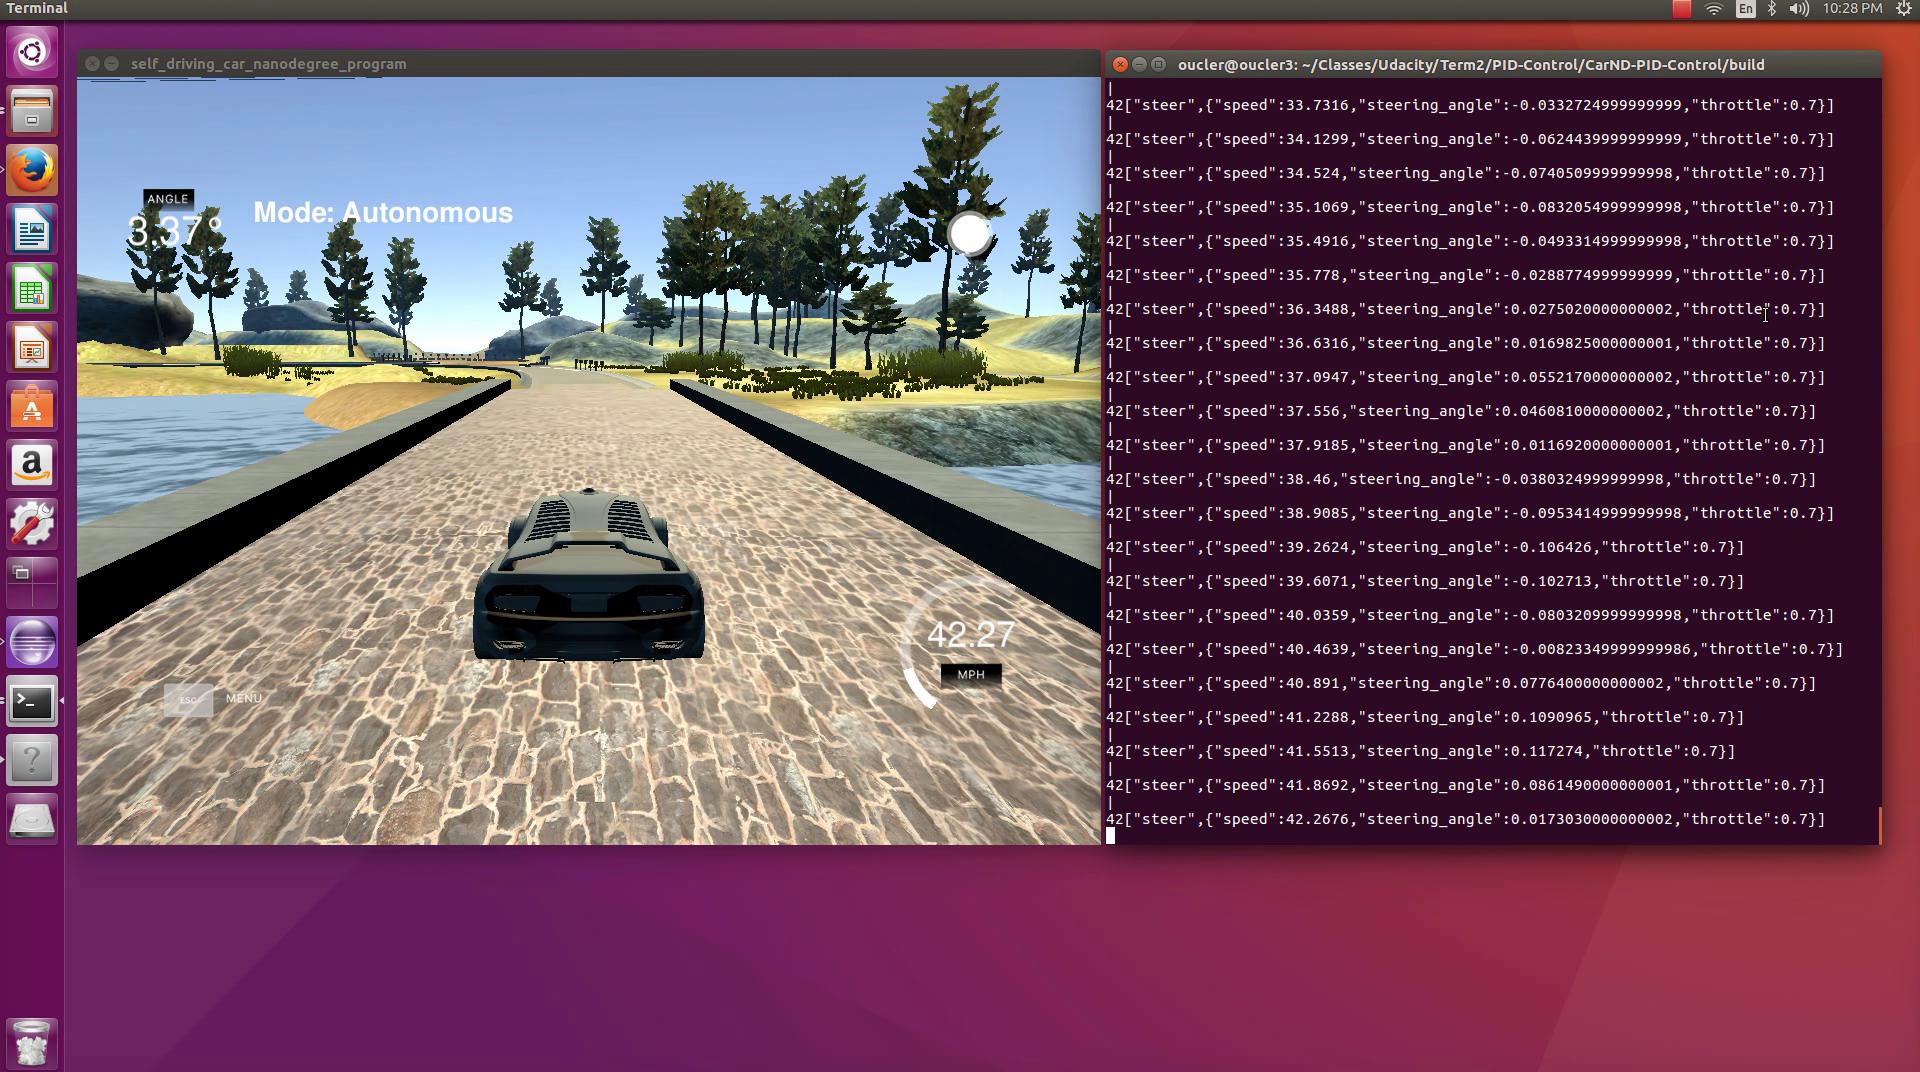 Terminal
En
10:28 PM
self_driving_car_nanodegree_program
ANGLE
3.37°
Mode: Autonomous
42.27
MPH
ESC
MENU
a
oucler@oucler3: ~/Classes/Udacity/Term2/PID-Control/CarND-PID-Control/build
|
42["steer",{"speed":33.7316,"steering_angle":-0.0332724999999999,"throttle":0.7}]
|
42["steer",{"speed":34.1299,"steering_angle":-0.0624439999999999,"throttle":0.7}]
|
42["steer",{"speed":34.524,"steering_angle":-0.0740509999999998,"throttle":0.7}]
|
42["steer",{"speed":35.1069,"steering_angle":-0.0832054999999998,"throttle":0.7}]
|
42["steer",{"speed":35.4916,"steering_angle":-0.0493314999999998,"throttle":0.7}]
|
42["steer",{"speed":35.778,"steering_angle":-0.0288774999999999,"throttle":0.7}]
|
42["steer",{"speed":36.3488,"steering_angle":0.0275020000000002,"throttle":0.7}]
|
42["steer",{"speed":36.6316,"steering_angle":0.0169825000000001,"throttle":0.7}]
|
42["steer",{"speed":37.0947,"steering_angle":0.0552170000000002,"throttle":0.7}]
|
42["steer",{"speed":37.556,"steering_angle":0.0460810000000002,"throttle":0.7}]
|
42["steer",{"speed":37.9185,"steering_angle":0.0116920000000001,"throttle":0.7}]
|
42["steer",{"speed":38.46,"steering_angle":-0.0380324999999998,"throttle":0.7}]
|
42["steer",{"speed":38.9085,"steering_angle":-0.0953414999999998,"throttle":0.7}]
|
42["steer",{"speed":39.2624,"steering_angle":-0.106426,"throttle":0.7}]
|
42["steer",{"speed":39.6071,"steering_angle":-0.102713,"throttle":0.7}]
|
42["steer",{"speed":40.0359,"steering_angle":-0.0803209999999998,"throttle":0.7}]
|
42["steer",{"speed":40.4639,"steering_angle":-0.00823349999999986,"throttle":0.7}]
|
42["steer",{"speed":40.891,"steering_angle":0.0776400000000002,"throttle":0.7}]
|
42["steer",{"speed":41.2288,"steering_angle":0.1090965,"throttle":0.7}]
|
42["steer",{"speed":41.5513,"steering_angle":0.117274,"throttle":0.7}]
|
42["steer",{"speed":41.8692,"steering_angle":0.0861490000000001,"throttle":0.7}]
|
42["steer",{"speed":42.2676,"steering_angle":0.0173030000000002,"throttle":0.7}]